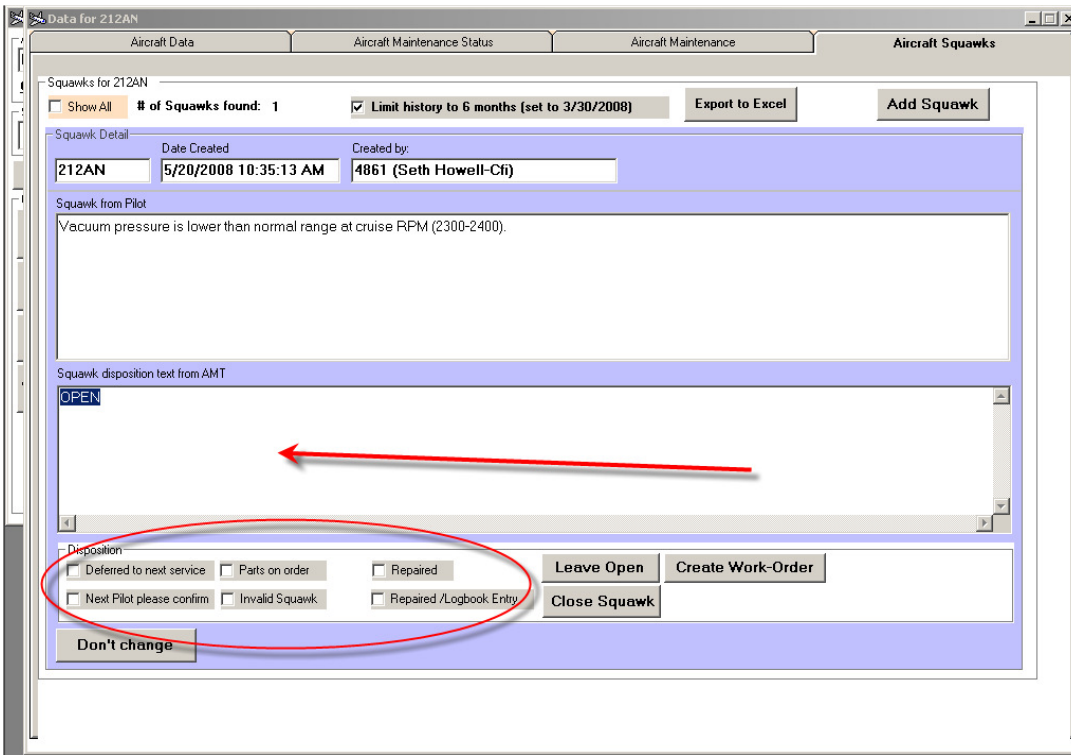 Data for 212AN
Aircraft Data Aircraft Maintenance Status Aircraft Maintenance Aircraft Squawks
Squawks for 212AN
Show All # of Squawks found: 1 Limit history to 6 months (set to 3/30/2008) Export to Excel Add Squawk
Squawk Detail
Date Created Created by:
212AN 5/20/2008 10:35:13 AM 4861 (Seth Howell-Cfi)
Squawk from Pilot
Vacuum pressure is lower than normal range at cruise RPM (2300-2400).
Squawk disposition text from AMT
OPEN
Disposition
Deferred to next service Parts on order Repaired Leave Open Create Work-Order
Next Pilot please confirm Invalid Squawk Repaired /Logbook Entry Close Squawk
Don't change